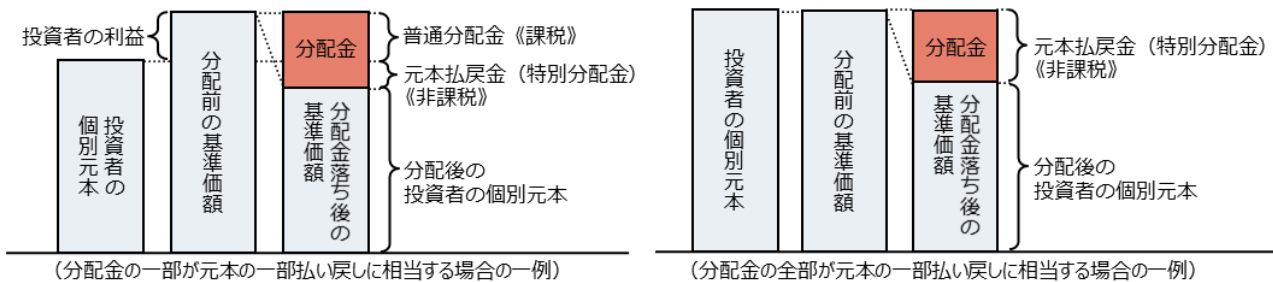 投資者の利益
投資者の
個別元本
分配前の基準価額
分配金
分配金落ち後の
基準価額
普通分配金《課税》
元本払戻金（特別分配金）
《非課税》
分配後の
投資者の個別元本
（分配金の一部が元本の一部払い戻しに相当する場合の一例）
投資者の個別元本
分配前の基準価額
分配金
分配金落ち後の
基準価額
元本払戻金（特別分配金）
《非課税》
分配後の
投資者の個別元本
（分配金の全部が元本の一部払い戻しに相当する場合の一例）